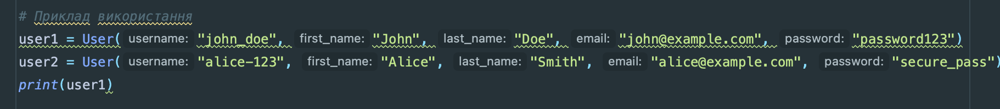 # Приклад використання
user1 = User( username: "john_doe", first_name: "John", last_name: "Doe", email: "john@example.com", password: "password123")
user2 = User( username: "alice-123", first_name: "Alice", last_name: "Smith", email: "alice@example.com", password: "secure_pass")
print(user1)